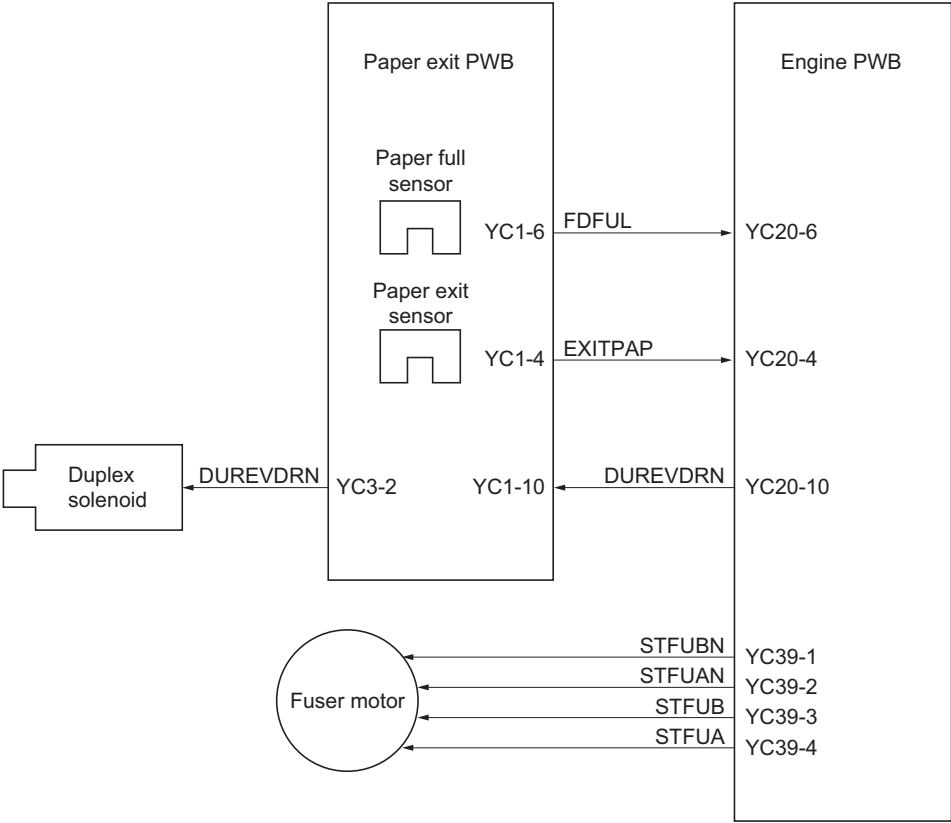 Paper exit PWB
Engine PWB
Paper full
sensor
YC1-6
FDFUL
YC20-6
Paper exit
sensor
YC1-4
EXITPAP
YC20-4
Duplex
solenoid
DUREVDRN
YC3-2
YC1-10
DUREVDRN
YC20-10
Fuser motor
STFUBN
YC39-1
STFUAN
YC39-2
STFUB
YC39-3
STFUA
YC39-4